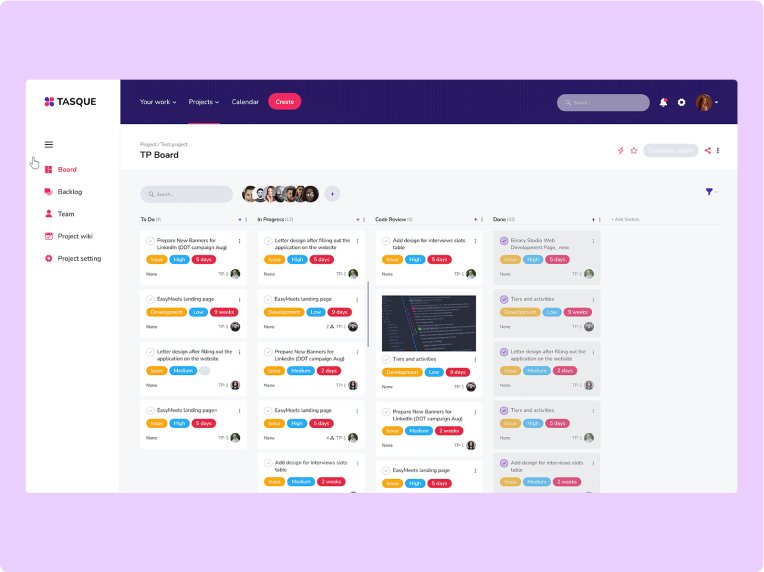 TASQUE
Your work
Projects
Calendar
Create
Search...
Project / Test project
TP Board
Complete sprint
Board
Backlog
Team
Project wiki
Project setting
Search...
+
To Do (4)
+
Prepare New Banners for
LinkedIn (DDT campaign Aug)
Issue High 5 days
None TP-1
EasyMeets landing page
Development Low 9 weeks
None TP-1
Letter design after filling out the
application on the website
Issue Medium
None TP-1
EasyMeets landing page+
Issue High 5 days
None TP-1
In Progress (13)
+
Letter design after filling out the
application on the website
Issue High 5 days
None TP-1
EasyMeets landing page
Development Low 9 days
None 2 TP-1
Prepare New Banners for
LinkedIn (DDT campaign Aug)
Issue Medium 2 days
None TP-1
EasyMeets landing page
Issue High 5 days
None 4 TP-1
Add design for interviews slats
table
Issue Medium 2 weeks
Code Review
+
Add design for interviews slots
table
Issue High 5 days
None TP-1
Tiers and activities
Development Low 9 days
None TP-1
Prepare New Banners for
LinkedIn (DDT campaign Aug)
Issue Medium 2 weeks
None TP-1
EasyMeets landing page
Issue High 5 days
Done
+
Binary Studio Web
Development Page_ new
Issue High 5 days
None TP-1
Tiers and activities
Development Low 9 weeks
None TP-1
Letter design after filling out the
application on the website
Issue Medium 2 days
None TP-1
Tiers and activities
Issue High 5 days
None TP-1
Add design for interviews slats
table
Issue Medium 2 weeks
+ Add Section